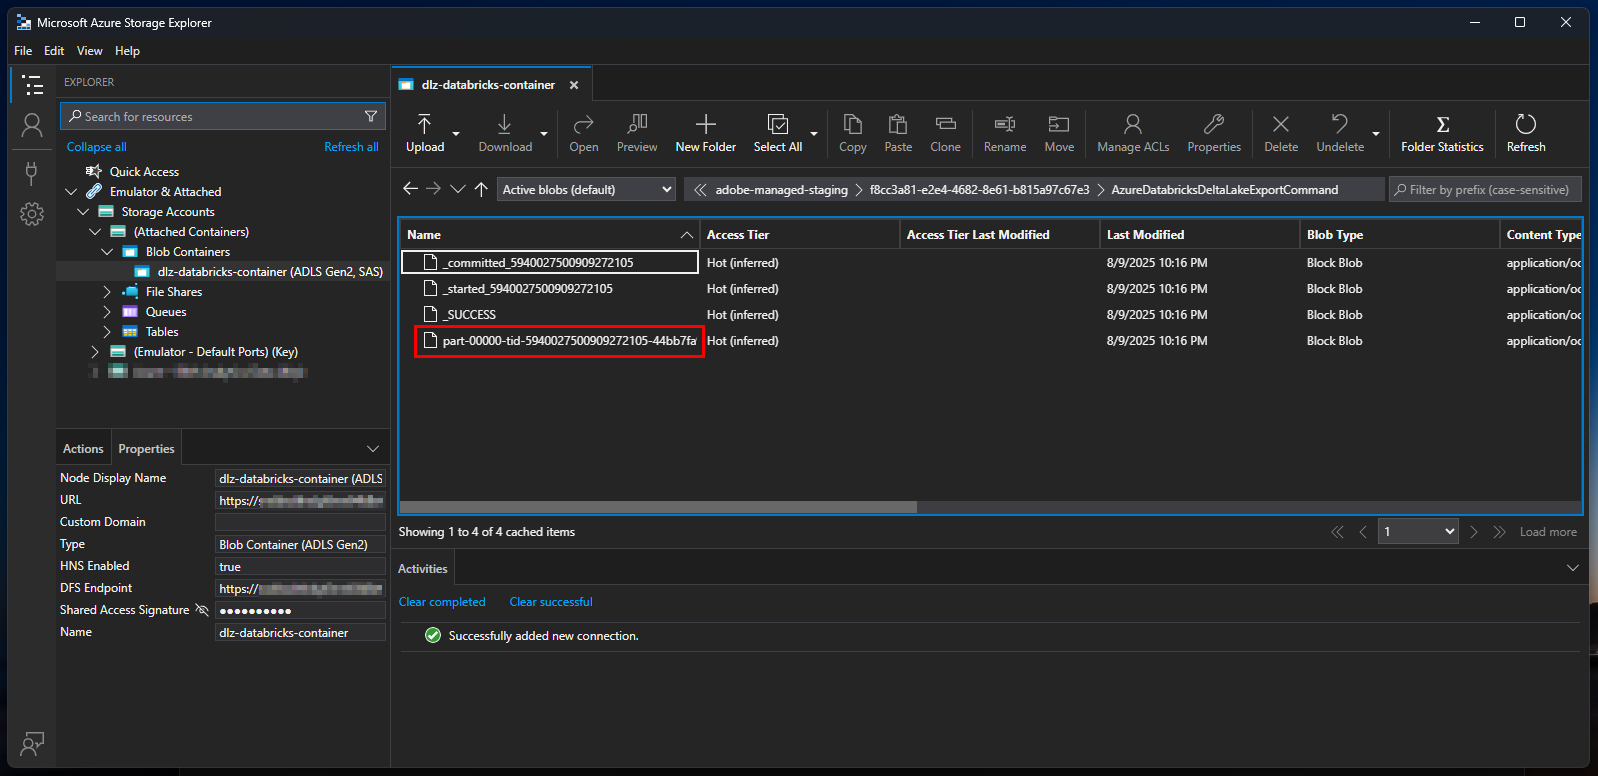 Microsoft Azure Storage Explorer
File Edit View Help
EXPLORER
Search for resources
Collapse all Refresh all
Quick Access
Emulator & Attached
Storage Accounts
(Attached Containers)
Blob Containers
dlz-databricks-container (ADLS Gen2, SAS)
File Shares
Queues
Tables
(Emulator - Default Ports) (Key)
Actions Properties
Node Display Name dlz-databricks-container (ADLS
URL https://
Custom Domain
Type Blob Container (ADLS Gen2)
HNS Enabled true
DFS Endpoint https://
Shared Access Signature ●●●●●●●●●●
Name dlz-databricks-container
dlz-databricks-container
Upload Download Open Preview New Folder Select All Copy Paste Clone Rename Move Manage ACLs Properties Delete Undelete Folder Statistics Refresh
Active blobs (default) adobe-managed-staging f8cc3a81-e2e4-4682-8e61-b815a97c67e3 AzureDatabricksDeltaLakeExportCommand Filter by prefix (case-sensitive)
Name Access Tier Access Tier Last Modified Last Modified Blob Type Content Type
_committed_5940027500909272105 Hot (inferred) 8/9/2025 10:16 PM Block Blob application/oc
_started_5940027500909272105 Hot (inferred) 8/9/2025 10:16 PM Block Blob application/oc
_SUCCESS Hot (inferred) 8/9/2025 10:16 PM Block Blob application/oc
part-00000-tid-5940027500909272105-44bb7fa Hot (inferred) 8/9/2025 10:16 PM Block Blob application/oc
Showing 1 to 4 of 4 cached items 1 Load more
Activities
Clear completed Clear successful
Successfully added new connection.